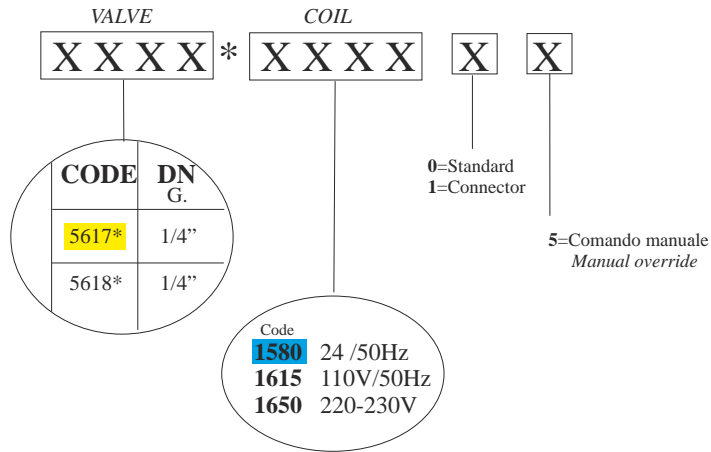 VALVE COIL
X X X X * X X X X X X
CODE DN
G.
5617* 1/4”
5618* 1/4”
0=Standard
1=Connector
5=Comando manuale
Manual override
Code
1580 24 /50Hz
1615 110V/50Hz
1650 220-230V